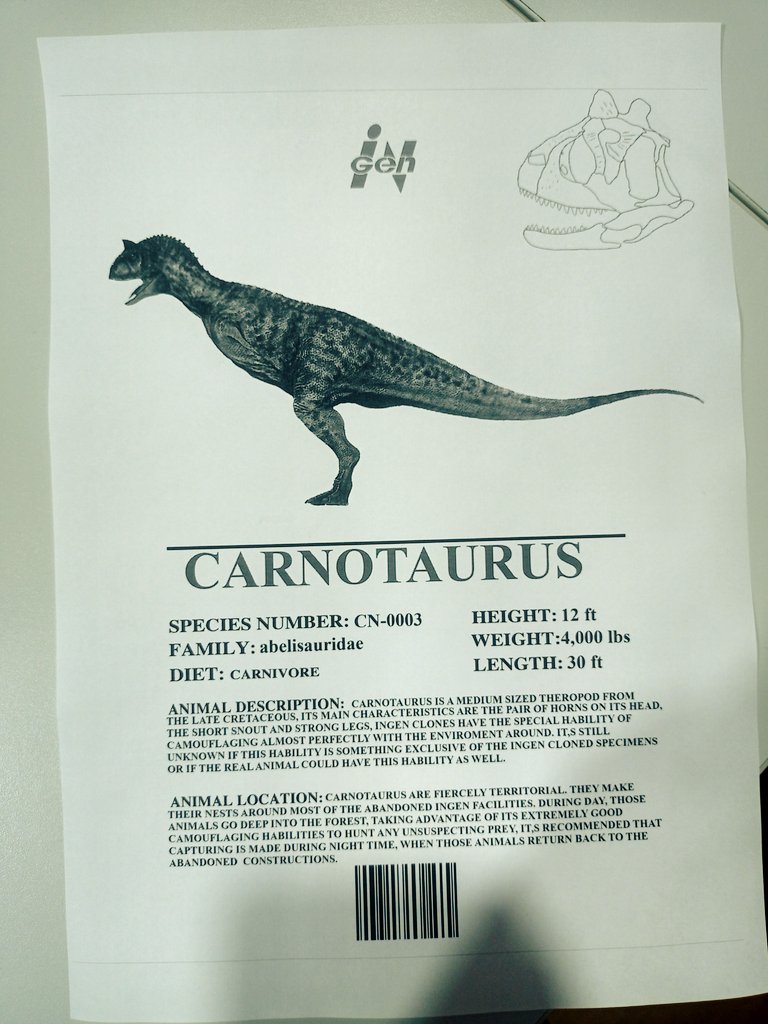 iN
Gen
CARNOTAURUS
SPECIES NUMBER: CN-0003
FAMILY: abelisauridae
DIET: CARNIVORE
HEIGHT: 12 ft
WEIGHT:4,000 lbs
LENGTH: 30 ft
ANIMAL DESCRIPTION: CARNOTAURUS IS A MEDIUM SIZED THEROPOD FROM
THE LATE CRETACEOUS, ITS MAIN CHARACTERISTICS ARE THE PAIR OF HORNS ON ITS HEAD,
THE SHORT SNOUT AND STRONG LEGS, INGEN CLONES HAVE THE SPECIAL HABILITY OF
CAMOUFLAGING ALMOST PERFECTLY WITH THE ENVIROMENT AROUND. IT,S STILL
UNKNOWN IF THIS HABILITY IS SOMETHING EXCLUSIVE OF THE INGEN CLONED SPECIMENS
OR IF THE REAL ANIMAL COULD HAVE THIS HABILITY AS WELL.
ANIMAL LOCATION: CARNOTAURUS ARE FIERCELY TERRITORIAL. THEY MAKE
THEIR NESTS AROUND MOST OF THE ABANDONED INGEN FACILITIES. DURING DAY, THOSE
ANIMALS GO DEEP INTO THE FOREST, TAKING ADVANTAGE OF ITS EXTREMELY GOOD
CAMOUFLAGING HABILITIES TO HUNT ANY UNSUSPECTING PREY, IT,S RECOMMENDED THAT
CAPTURING IS MADE DURING NIGHT TIME, WHEN THOSE ANIMALS RETURN BACK TO THE
ABANDONED CONSTRUCTIONS.